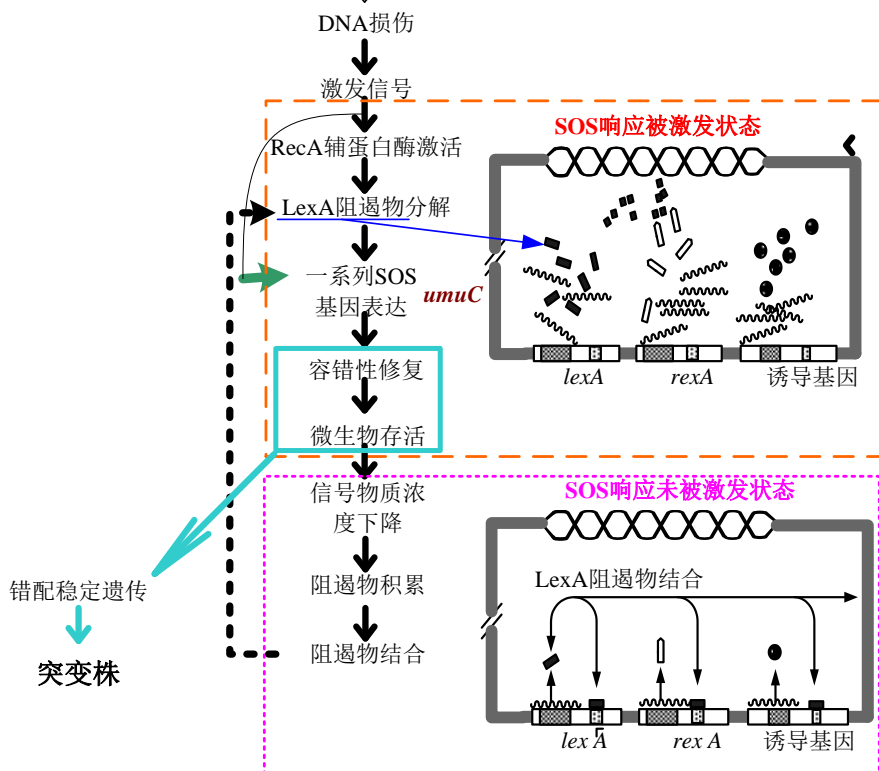 DNA损伤
激发信号
RecA辅蛋白酶激活
LexA阻遏物分解
一系列SOS
基因表达
umuC
容错性修复
微生物存活
信号物质浓
度下降
阻遏物积累
阻遏物结合
错配稳定遗传
突变株
SOS响应被激发状态
lexA
rexA
诱导基因
SOS响应未被激发状态
LexA阻遏物结合
lex A
rex A
诱导基因